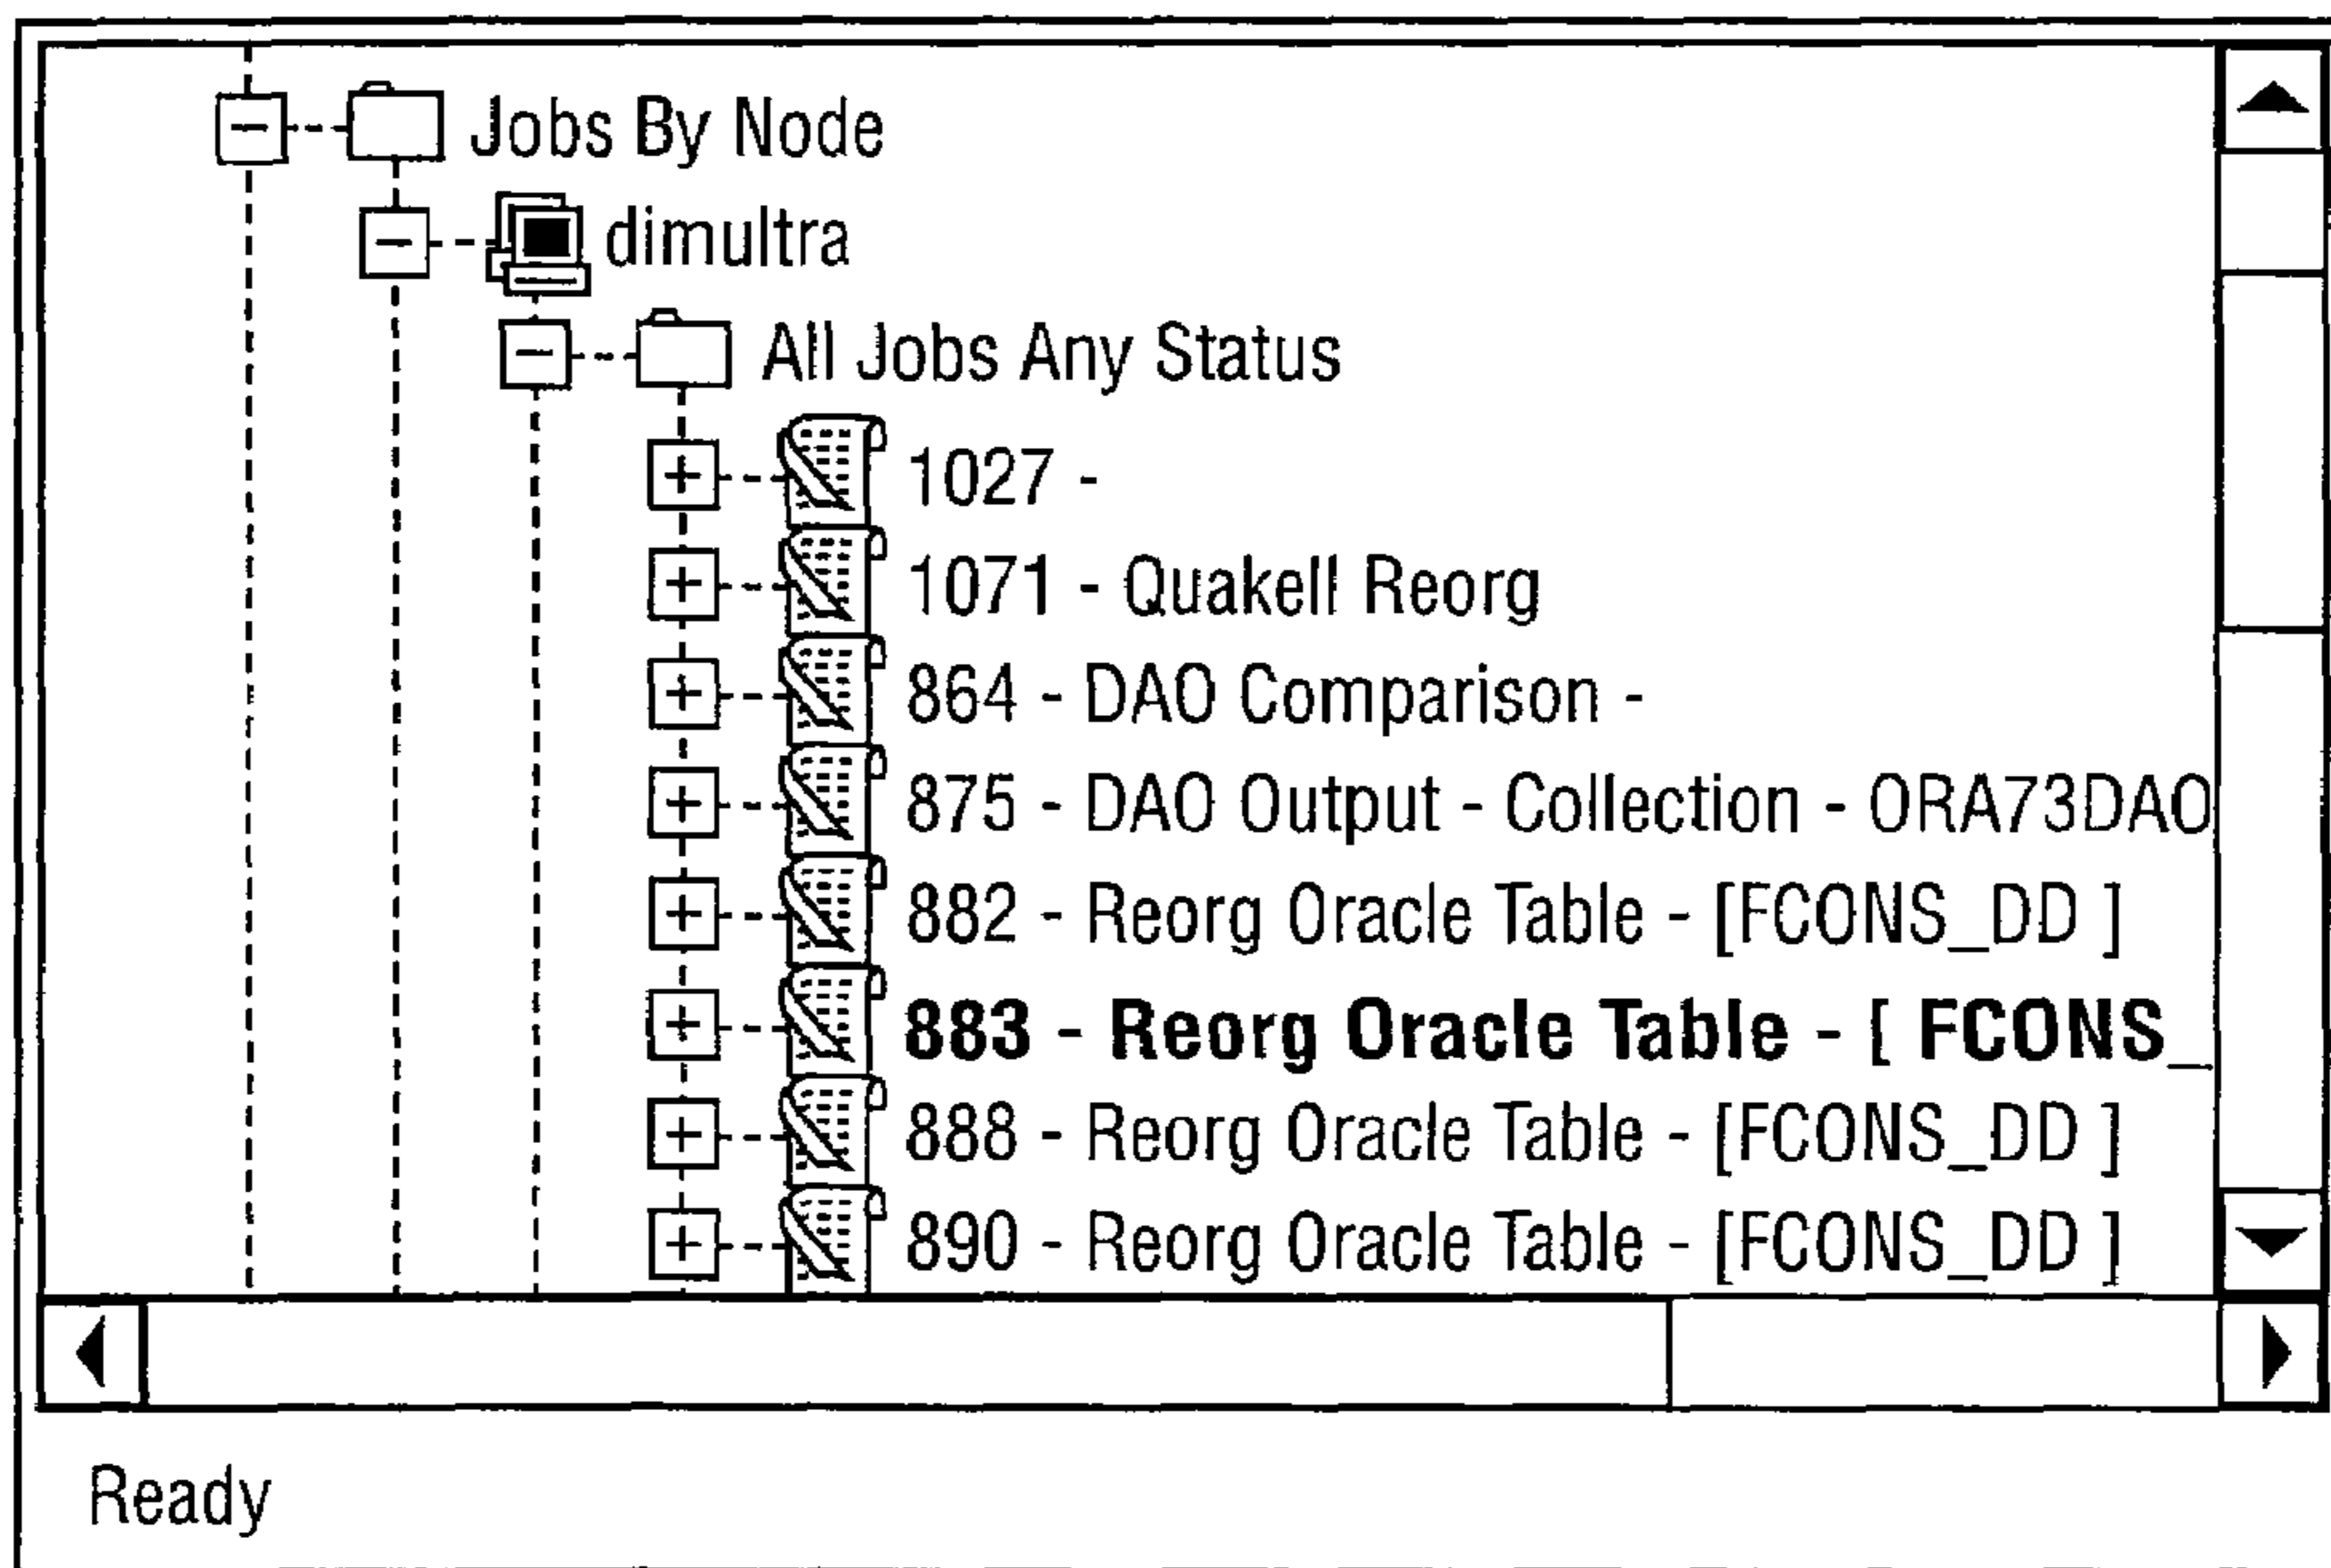 Jobs By Node
dimultra
All Jobs Any Status
1027 -
1071 - Quakell Reorg
864 - DAO Comparison -
875 - DAO Output - Collection - ORA73DAO
882 - Reorg Oracle Table - [FCONS_DD ]
883 - Reorg Oracle Table - [ FCONS_
888 - Reorg Oracle Table - [FCONS_DD ]
890 - Reorg Oracle Table - [FCONS_DD ]
Ready